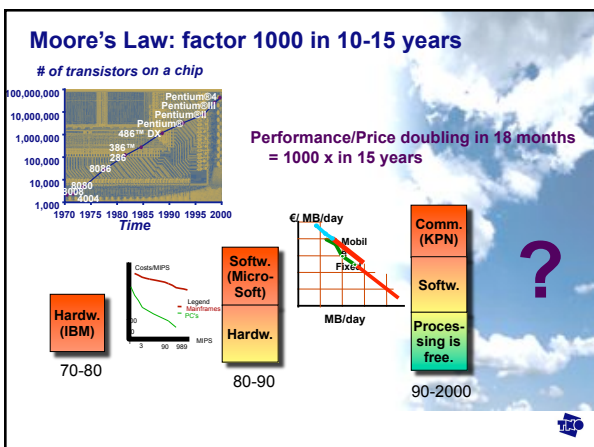 Moore's Law: factor 1000 in 10-15 years
# of transistors on a chip
100,000,000
10,000,000
1,000,000
100,000
10,000
1,000
Pentium®4
Pentium®III
Pentium®II
Pentium®
486™ DX
386™
286
8086
8080
8008
4004
1970 1975 1980 1985 1990 1995 2000
Time
Performance/Price doubling in 18 months
= 1000 x in 15 years
Hardw.
(IBM)
70-80
Costs/MIPS
Legend
Mainframes
PC's
MIPS
3 90 989
Softw.
(Micro-
Soft)
Hardw.
80-90
€/ MB/day
Mobil
Fixed
MB/day
Comm.
(KPN)
Softw.
Proces-
sing is
free.
90-2000
?
TNO